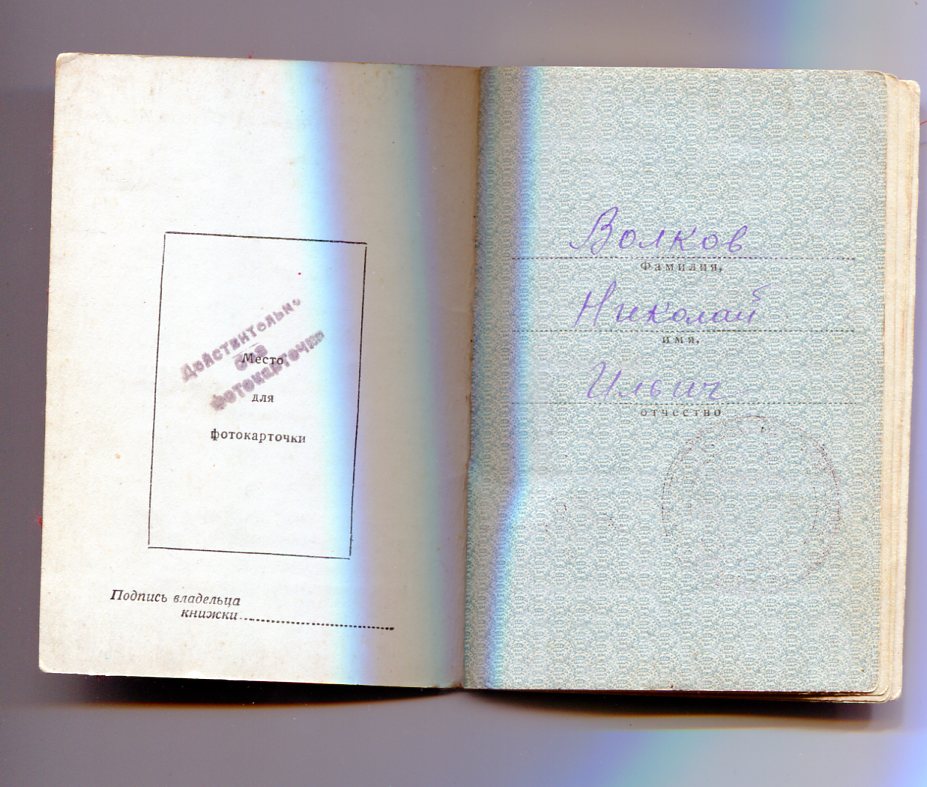 Действительно
без
фотокарточки
Место
для
фотокарточки
Подпись владельца
книжки
Волков
Фамилия,
Николай
имя,
Ильич
отчество